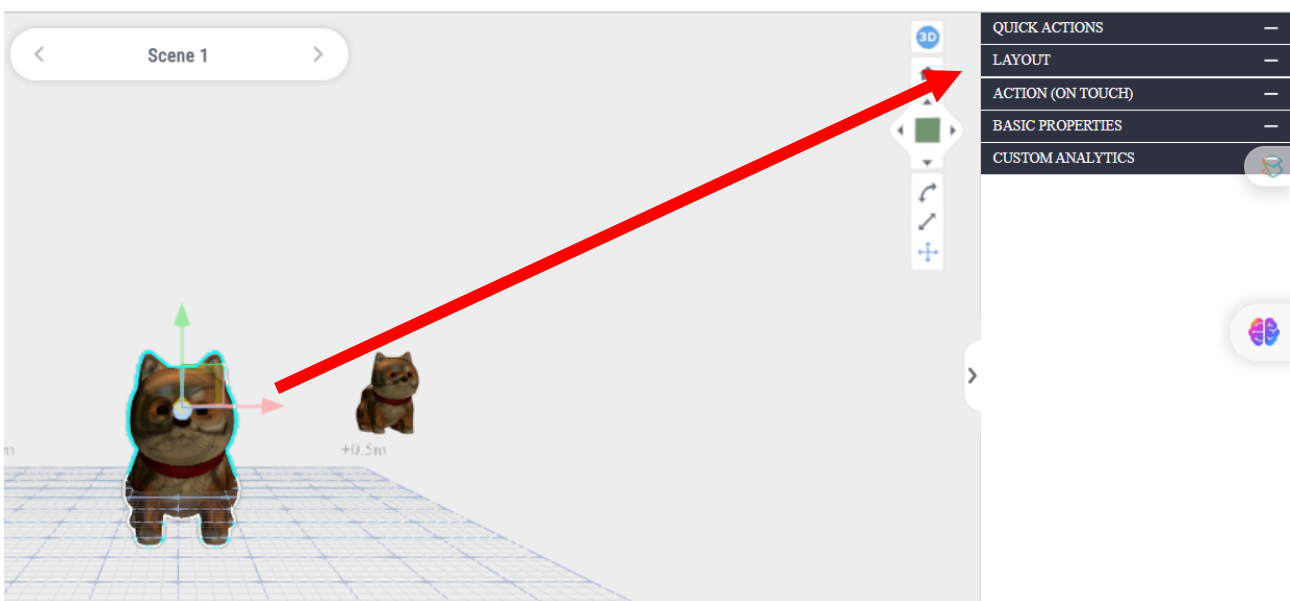 Scene 1
3D
QUICK ACTIONS
LAYOUT
ACTION (ON TOUCH)
BASIC PROPERTIES
CUSTOM ANALYTICS
+0.5m
m